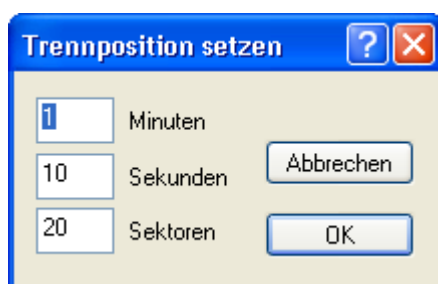 Trennposition setzen
1 Minuten
10 Sekunden
Abbrechen
20 Sektoren
OK